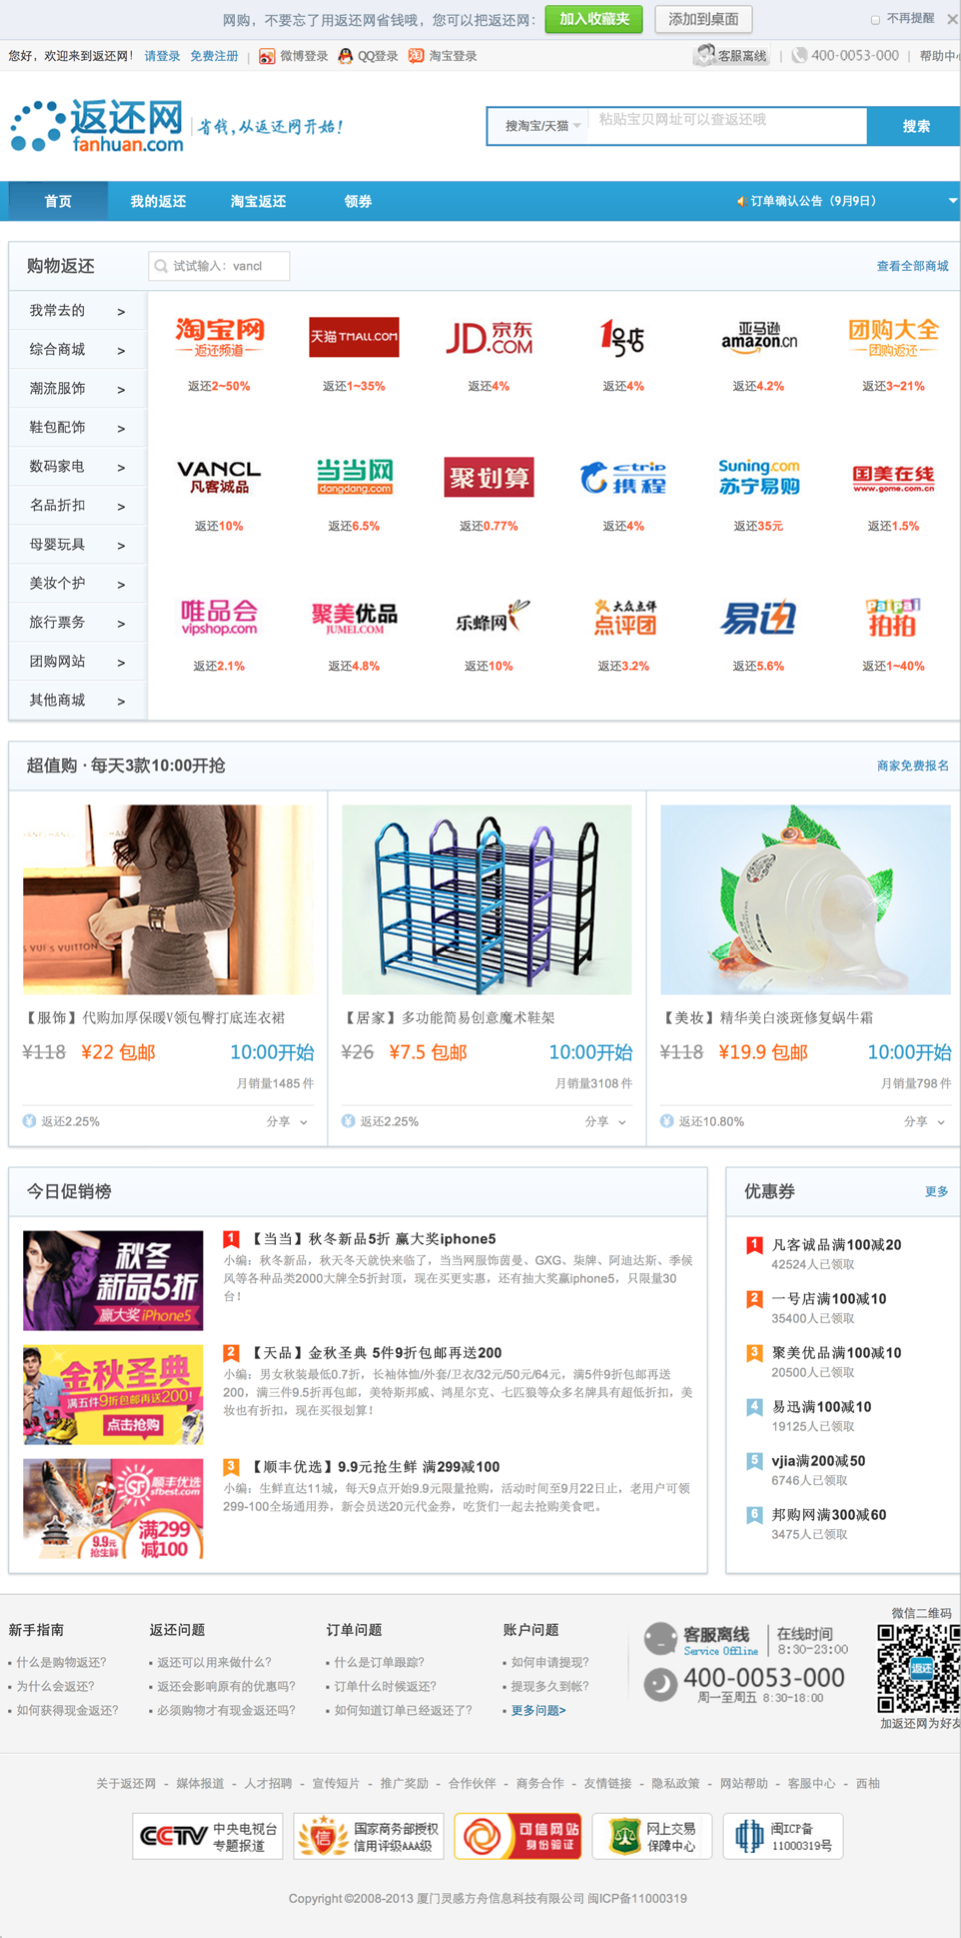 网购，不要忘了用返还网省钱哦，您可以把返还网：
加入收藏夹
添加到桌面
不再提醒
您好，欢迎来到返还网！ 请登录 免费注册 | 微博登录 QQ登录 淘宝登录
客服离线 | 400-0053-000 | 帮助中
返还网
fanhuan.com
省钱,从返还网开始!
搜淘宝/天猫
粘贴宝贝网址可以查返还哦
搜索
首页 我的返还 淘宝返还 领券
订单确认公告（9月9日）
购物返还
试试输入：vancl
查看全部商城
我常去的 >
综合商城 >
潮流服饰 >
鞋包配饰 >
数码家电 >
名品折扣 >
母婴玩具 >
美妆个护 >
旅行票务 >
团购网站 >
其他商城 >
淘宝网
返还频道
天猫 TMALL.COM
JD.COM 京东
1号店
亚马逊
amazon.cn
团购大全
团购返还
返还2~50% 返还1~35% 返还4% 返还4% 返还4.2% 返还3~21%
VANCL
凡客诚品
当当网
dangdang.com
聚划算
ctrip
携程
Suning.com
苏宁易购
国美在线
www.gome.com.cn
返还10% 返还6.5% 返还0.77% 返还4% 返还35元 返还1.5%
唯品会
vipshop.com
聚美优品
JUMEI.COM
乐蜂网
大众点评
点评团
易迅
PaiPai
拍拍
返还2.1% 返还4.8% 返还10% 返还3.2% 返还5.6% 返还1~40%
超值购 · 每天3款10:00开抢
商家免费报名
【服饰】代购加厚保暖V领包臀打底连衣裙
¥118 ¥22 包邮 10:00开始
月销量1485 件
返还2.25% 分享
【居家】多功能简易创意魔术鞋架
¥26 ¥7.5 包邮 10:00开始
月销量3108 件
返还2.25% 分享
【美妆】精华美白淡斑修复蜗牛霜
¥118 ¥19.9 包邮 10:00开始
月销量798 件
返还10.80% 分享
今日促销榜
秋冬
新品5折
赢大奖 iPhone5
1 【当当】秋冬新品5折 赢大奖iphone5
小编：秋冬新品，秋天冬天就快来临了，当当网服饰茵曼、GXG、柒牌、阿迪达斯、季候
风等各种品类2000大牌全5折封顶，现在买更实惠，还有抽大奖赢iphone5，只限量30
台！
金秋圣典
满五件9折包邮再送200!
点击抢购
2 【天品】金秋圣典 5件9折包邮再送200
小编：男女秋装最低0.7折，长袖体恤/外套/卫衣/32元/50元/64元，满5件9折包邮再送
200，满三件9.5折再包邮，美特斯邦威、鸿星尔克、七匹狼等众多名牌具有超低折扣，美
妆也有折扣，现在买很划算！
SF 顺丰优选
sfbest.com
9.9元
抢生鲜
满299
减100
3 【顺丰优选】9.9元抢生鲜 满299减100
小编：生鲜直达11城，每天9点开始9.9元限量抢购，活动时间至9月22日止，老用户可领
299-100全场通用券，新会员送20元代金券，吃货们一起去抢购美食吧。
优惠券
更多
1 凡客诚品满100减20
42524人已领取
2 一号店满100减10
35400人已领取
3 聚美优品满100减10
20500人已领取
4 易迅满100减10
19125人已领取
5 vjia满200减50
6746人已领取
6 邦购网满300减60
3475人已领取
新手指南
什么是购物返还？
为什么会返还？
如何获得现金返还？
返还问题
返还可以用来做什么？
返还会影响原有的优惠吗？
必须购物才有现金返还吗？
订单问题
什么是订单跟踪？
订单什么时候返还？
如何知道订单已经返还了？
账户问题
如何申请提现？
提现多久到帐？
更多问题>
客服离线
Service Offline
在线时间
8:30-23:00
400-0053-000
周一至周五 8:30-18:00
微信二维码
返还
加返还网为好友
关于返还网 - 媒体报道 - 人才招聘 - 宣传短片 - 推广奖励 - 合作伙伴 - 商务合作 - 友情链接 - 隐私政策 - 网站帮助 - 客服中心 - 西柚
CCTV 中央电视台
专题报道
信 国家商务部授权
信用评级AAA级
可信网站
身份验证
网上交易
保障中心
闽ICP备
11000319号
Copyright ©2008-2013 厦门灵感方舟信息科技有限公司 闽ICP备11000319